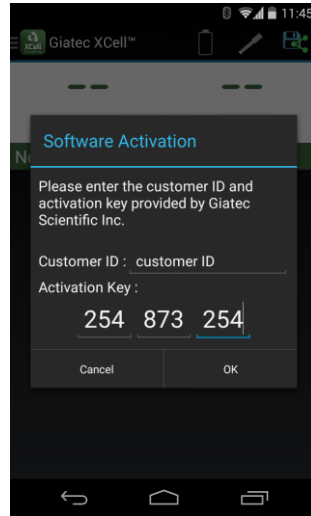 11:45
XCell
Giatec XCell™
-- --
No
Software Activation
Please enter the customer ID and
activation key provided by Giatec
Scientific Inc.
Customer ID : customer ID
Activation Key :
254 873 254
Cancel OK